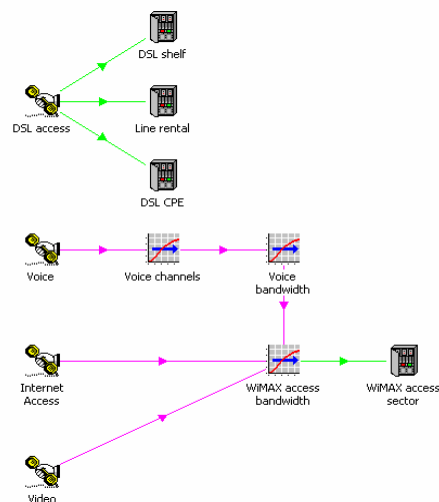 DSL shelf
DSL access
Line rental
DSL CPE
Voice
Voice channels
Voice
bandwidth
Internet
Access
WiMAX access
bandwidth
WiMAX access
sector
Video